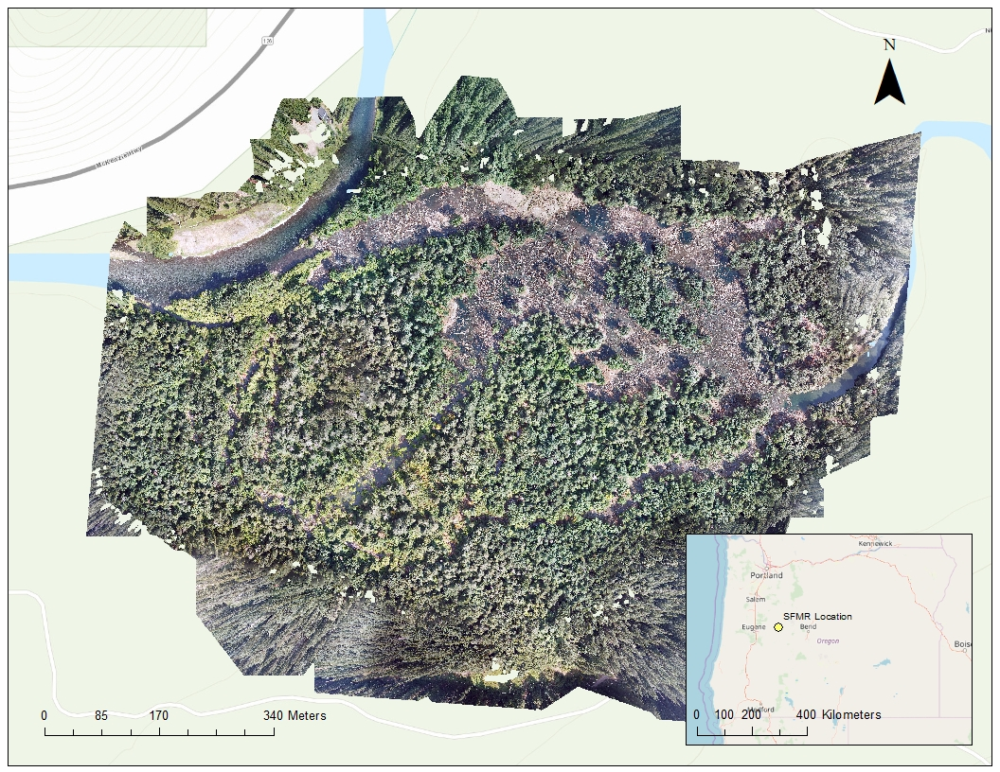 126
N
McKenzie Hwy
N
Kennewick
Portland
Salem
SFMR Location
Eugene
Bend
Oregon
Bois
Medford
0 85 170 340 Meters
0 100 200 400 Kilometers